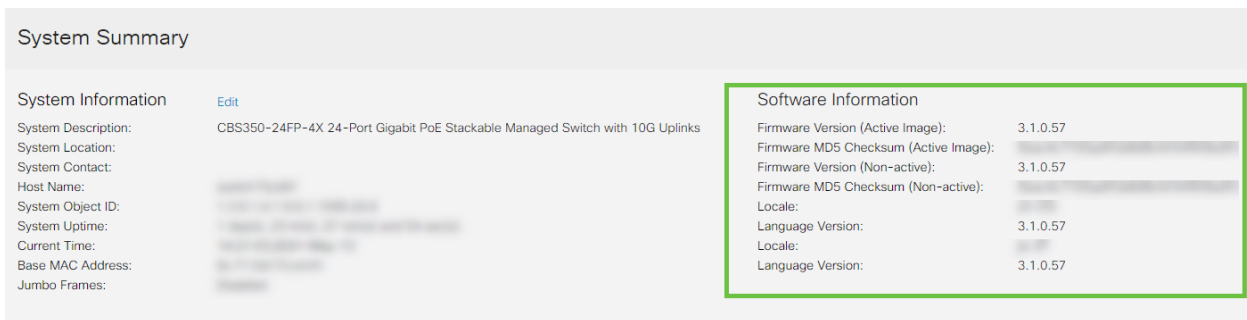 System Summary
System Information Edit
System Description: CBS350-24FP-4X 24-Port Gigabit PoE Stackable Managed Switch with 10G Uplinks
System Location:
System Contact:
Host Name:
System Object ID:
System Uptime:
Current Time:
Base MAC Address:
Jumbo Frames:
Software Information
Firmware Version (Active Image): 3.1.0.57
Firmware MD5 Checksum (Active Image):
Firmware Version (Non-active): 3.1.0.57
Firmware MD5 Checksum (Non-active):
Locale:
Language Version: 3.1.0.57
Locale:
Language Version: 3.1.0.57